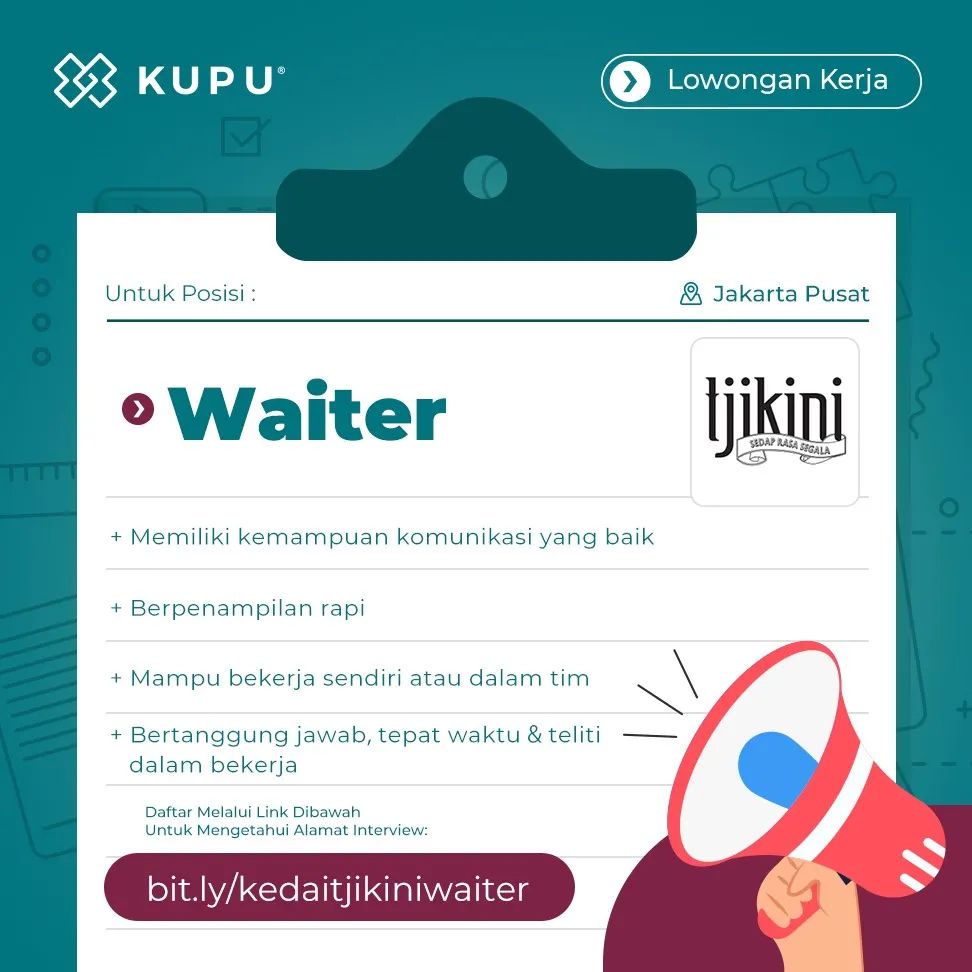 KUPU®
Lowongan Kerja
Untuk Posisi :
Jakarta Pusat
Waiter
tjikini
SEDAP RASA SEGALA
+ Memiliki kemampuan komunikasi yang baik
+ Berpenampilan rapi
+ Mampu bekerja sendiri atau dalam tim
+ Bertanggung jawab, tepat waktu & teliti
dalam bekerja
Daftar Melalui Link Dibawah
Untuk Mengetahui Alamat Interview:
bit.ly/kedaitjikiniwaiter